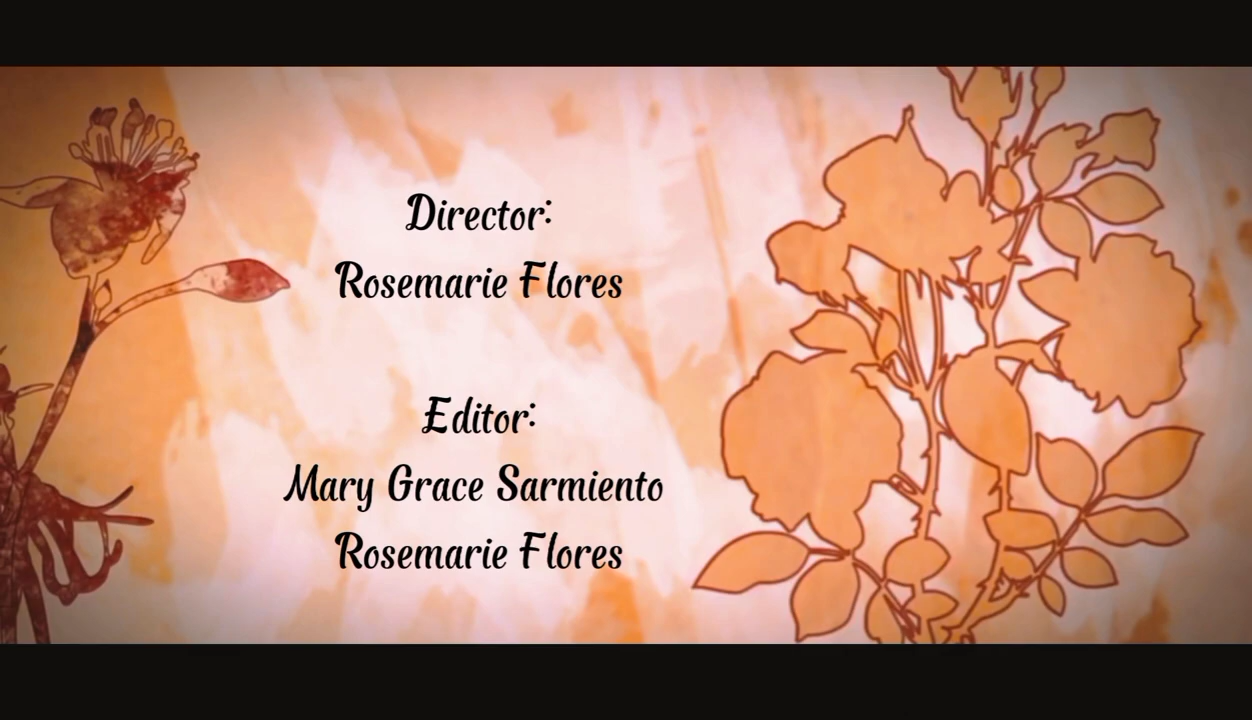 Director:
Rosemarie Flores
Editor:
Mary Grace Sarmiento
Rosemarie Flores